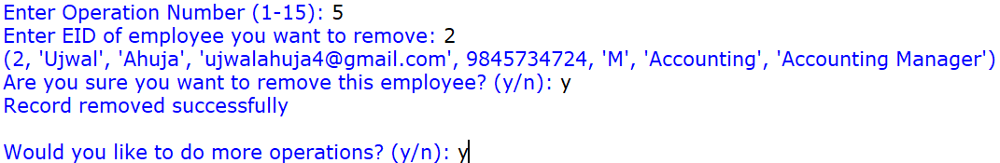 Enter Operation Number (1-15): 5
Enter EID of employee you want to remove: 2
(2, 'Ujwal', 'Ahuja', 'ujwalahuja4@gmail.com', 9845734724, 'M', 'Accounting', 'Accounting Manager')
Are you sure you want to remove this employee? (y/n): y
Record removed successfully
Would you like to do more operations? (y/n): y